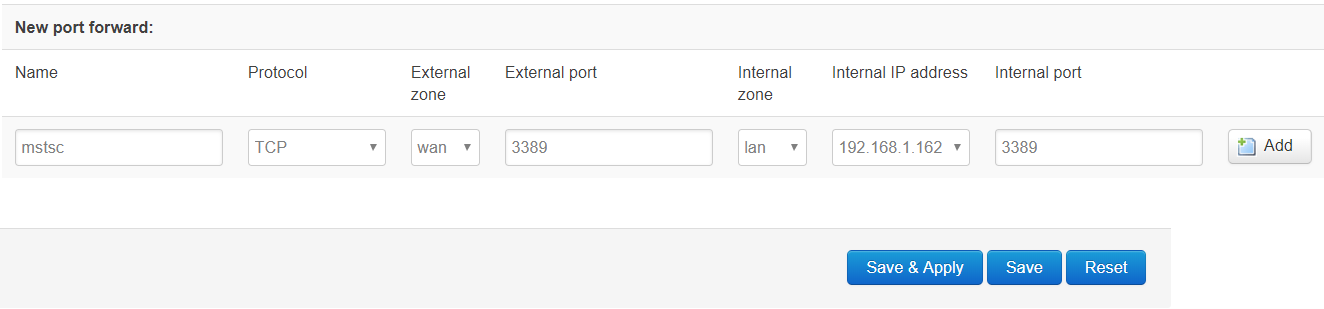 New port forward:
Name Protocol External zone External port Internal zone Internal IP address Internal port
mstsc TCP wan 3389 lan 192.168.1.162 3389 Add
Save & Apply Save Reset